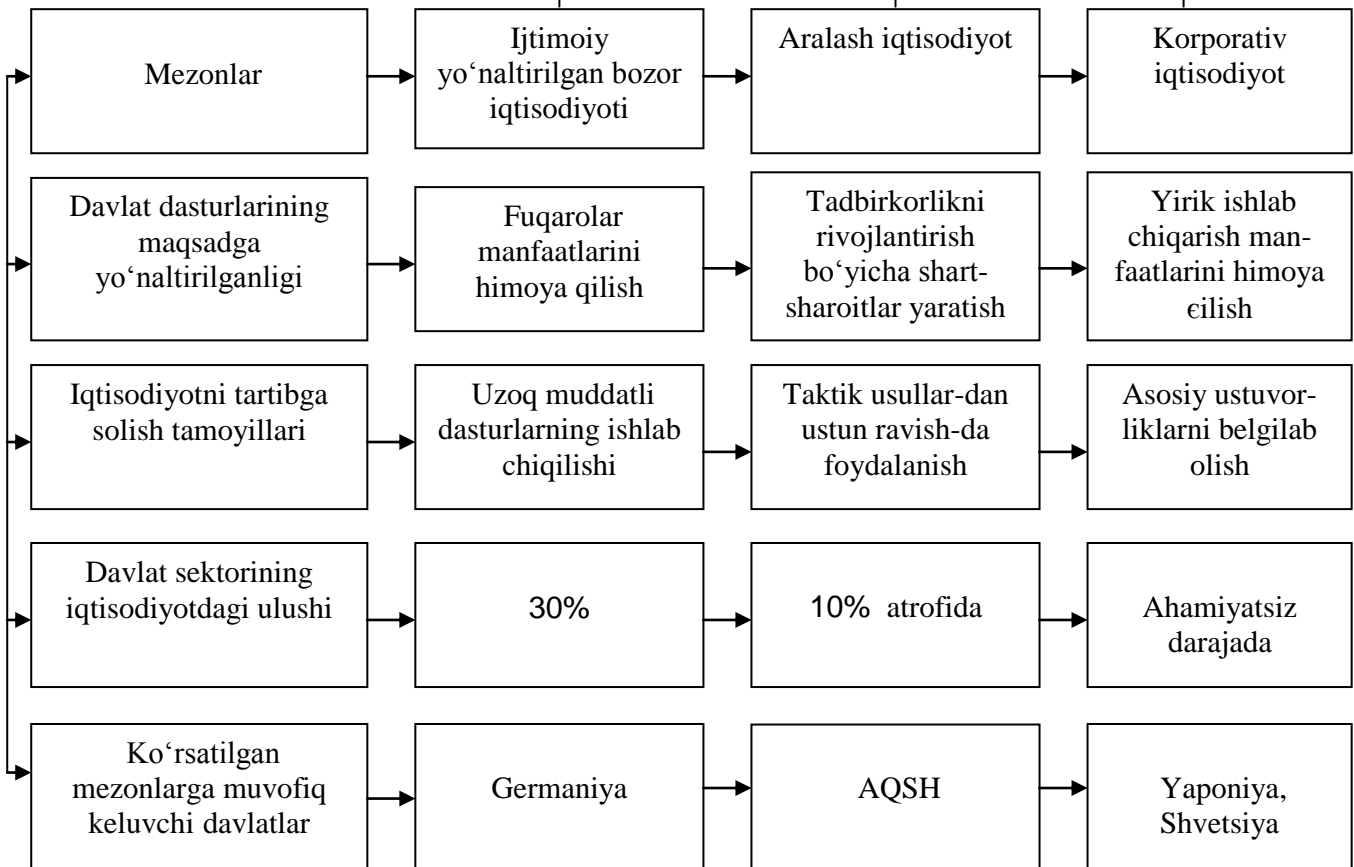 Mezonlar
Ijtimoiy
yo‘naltirilgan bozor
iqtisodiyoti
Aralash iqtisodiyot
Korporativ
iqtisodiyot
Davlat dasturlarining
maqsadga
yo‘naltirilganligi
Fuqarolar
manfaatlarini
himoya qilish
Tadbirkorlikni
rivojlantirish
bo‘yicha shart-
sharoitlar yaratish
Yirik ishlab
chiqarish man-
faatlarini himoya
єilish
Iqtisodiyotni tartibga
solish tamoyillari
Uzoq muddatli
dasturlarning ishlab
chiqilishi
Taktik usullar-dan
ustun ravish-da
foydalanish
Asosiy ustuvor-
liklarni belgilab
olish
Davlat sektorining
iqtisodiyotdagi ulushi
30%
10% atrofida
Ahamiyatsiz
darajada
Ko‘rsatilgan
mezonlarga muvofiq
keluvchi davlatlar
Germaniya
AQSH
Yaponiya,
Shvetsiya